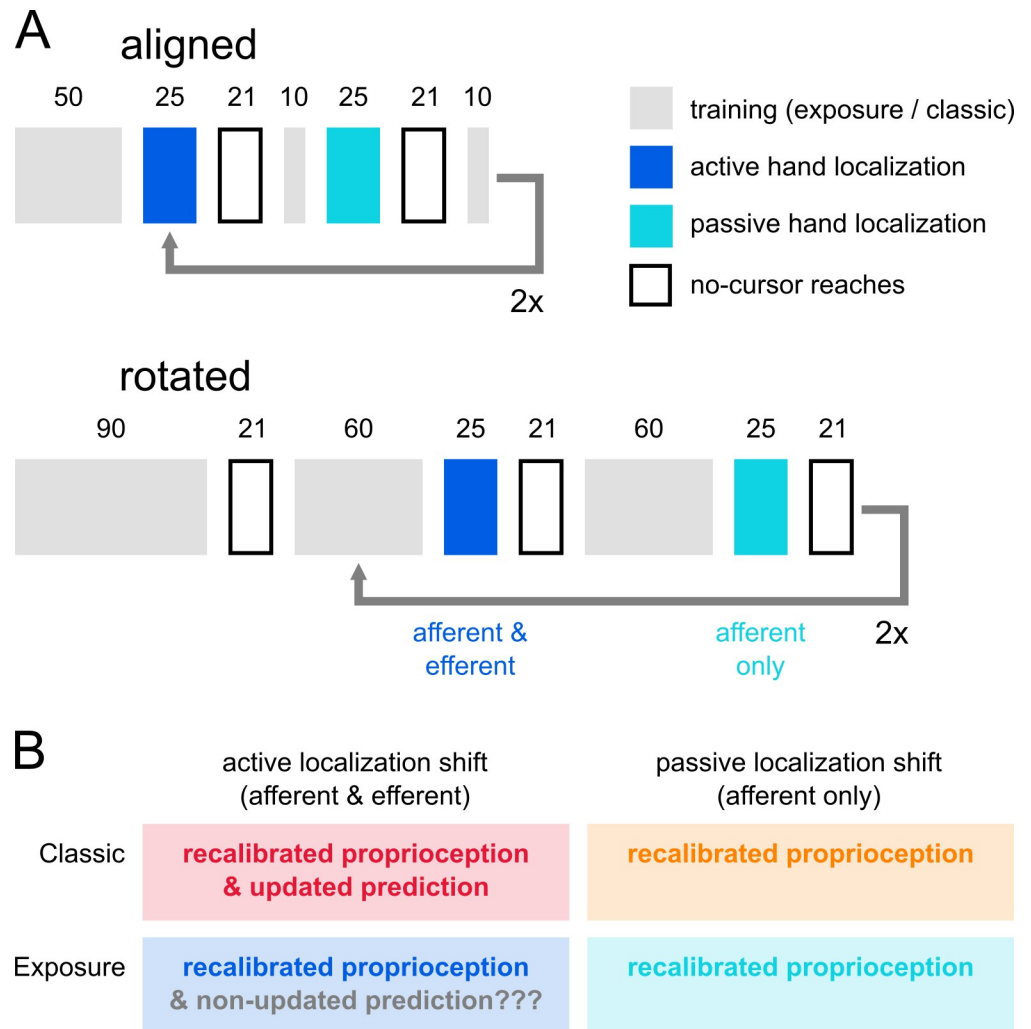 A
aligned
50 25 21 10 25 21 10
training (exposure / classic)
active hand localization
passive hand localization
no-cursor reaches
2x
rotated
90 21 60 25 21 60 25 21
afferent &
efferent
afferent
only
2x
B
active localization shift
(afferent & efferent)
passive localization shift
(afferent only)
Classic
recalibrated proprioception
& updated prediction
recalibrated proprioception
Exposure
recalibrated proprioception
& non-updated prediction???
recalibrated proprioception